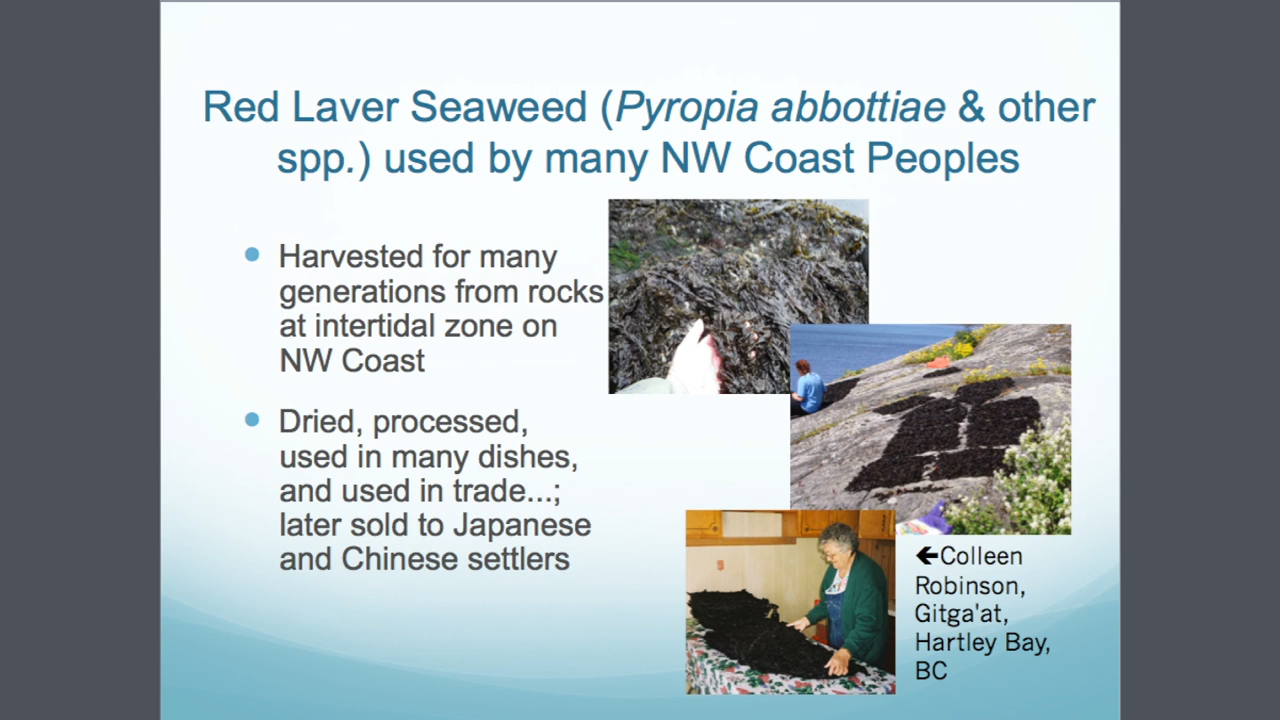 Red Laver Seaweed (Pyropia abbottiae & other
spp.) used by many NW Coast Peoples
Harvested for many
generations from rocks
at intertidal zone on
NW Coast
Dried, processed,
used in many dishes,
and used in trade...;
later sold to Japanese
and Chinese settlers
←Colleen
Robinson,
Gitga'at,
Hartley Bay,
BC